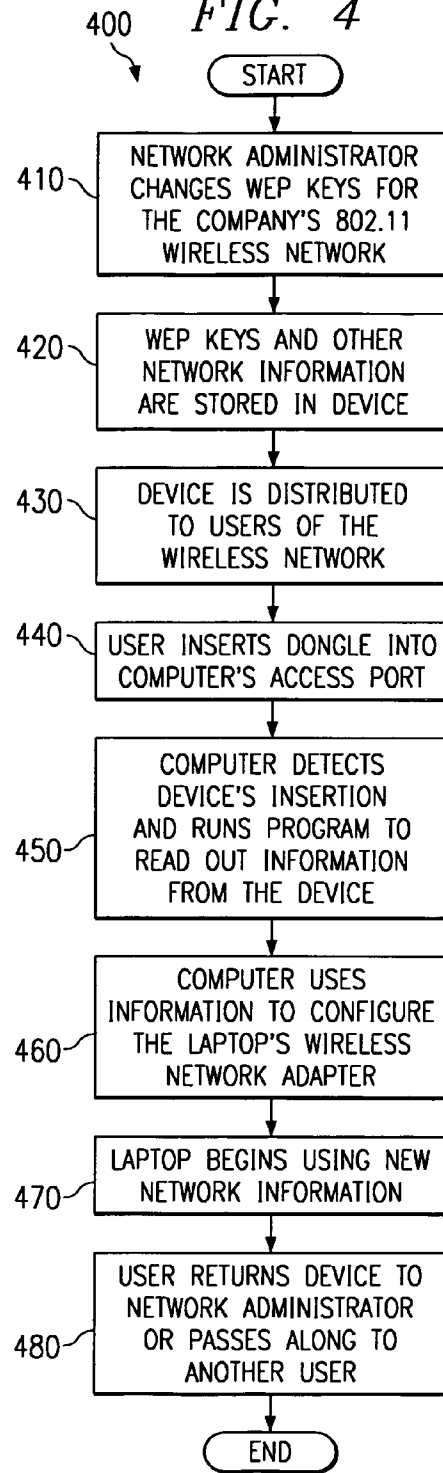 FIG. 4
400
START
410
NETWORK ADMINISTRATOR
CHANGES WEP KEYS FOR
THE COMPANY'S 802.11
WIRELESS NETWORK
420
WEP KEYS AND OTHER
NETWORK INFORMATION
ARE STORED IN DEVICE
430
DEVICE IS DISTRIBUTED
TO USERS OF THE
WIRELESS NETWORK
440
USER INSERTS DONGLE INTO
COMPUTER'S ACCESS PORT
450
COMPUTER DETECTS
DEVICE'S INSERTION
AND RUNS PROGRAM TO
READ OUT INFORMATION
FROM THE DEVICE
460
COMPUTER USES
INFORMATION TO CONFIGURE
THE LAPTOP'S WIRELESS
NETWORK ADAPTER
470
LAPTOP BEGINS USING NEW
NETWORK INFORMATION
480
USER RETURNS DEVICE TO
NETWORK ADMINISTRATOR
OR PASSES ALONG TO
ANOTHER USER
END